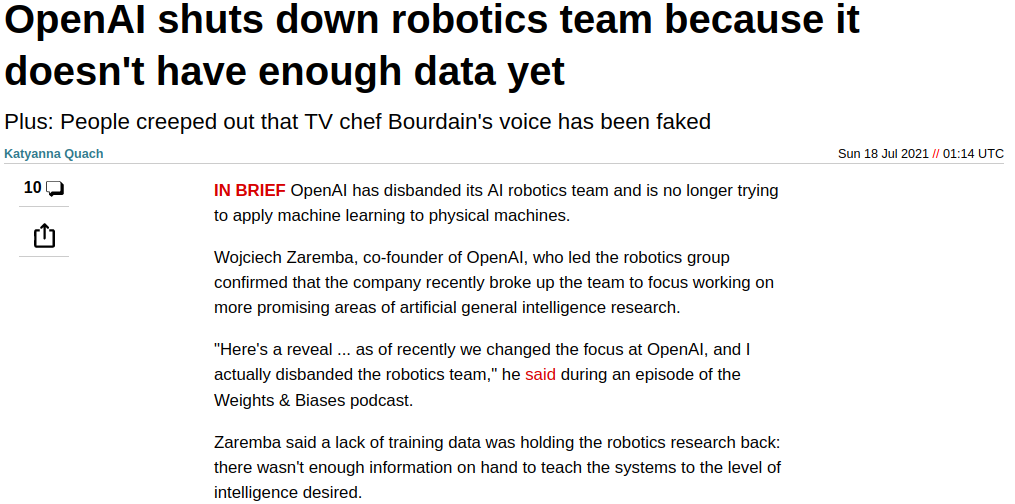 OpenAI shuts down robotics team because it
doesn't have enough data yet
Plus: People creeped out that TV chef Bourdain's voice has been faked
Katyanna Quach
Sun 18 Jul 2021 // 01:14 UTC
10
IN BRIEF OpenAI has disbanded its AI robotics team and is no longer trying
to apply machine learning to physical machines.
Wojciech Zaremba, co-founder of OpenAI, who led the robotics group
confirmed that the company recently broke up the team to focus working on
more promising areas of artificial general intelligence research.
"Here's a reveal ... as of recently we changed the focus at OpenAI, and I
actually disbanded the robotics team," he said during an episode of the
Weights & Biases podcast.
Zaremba said a lack of training data was holding the robotics research back:
there wasn't enough information on hand to teach the systems to the level of
intelligence desired.